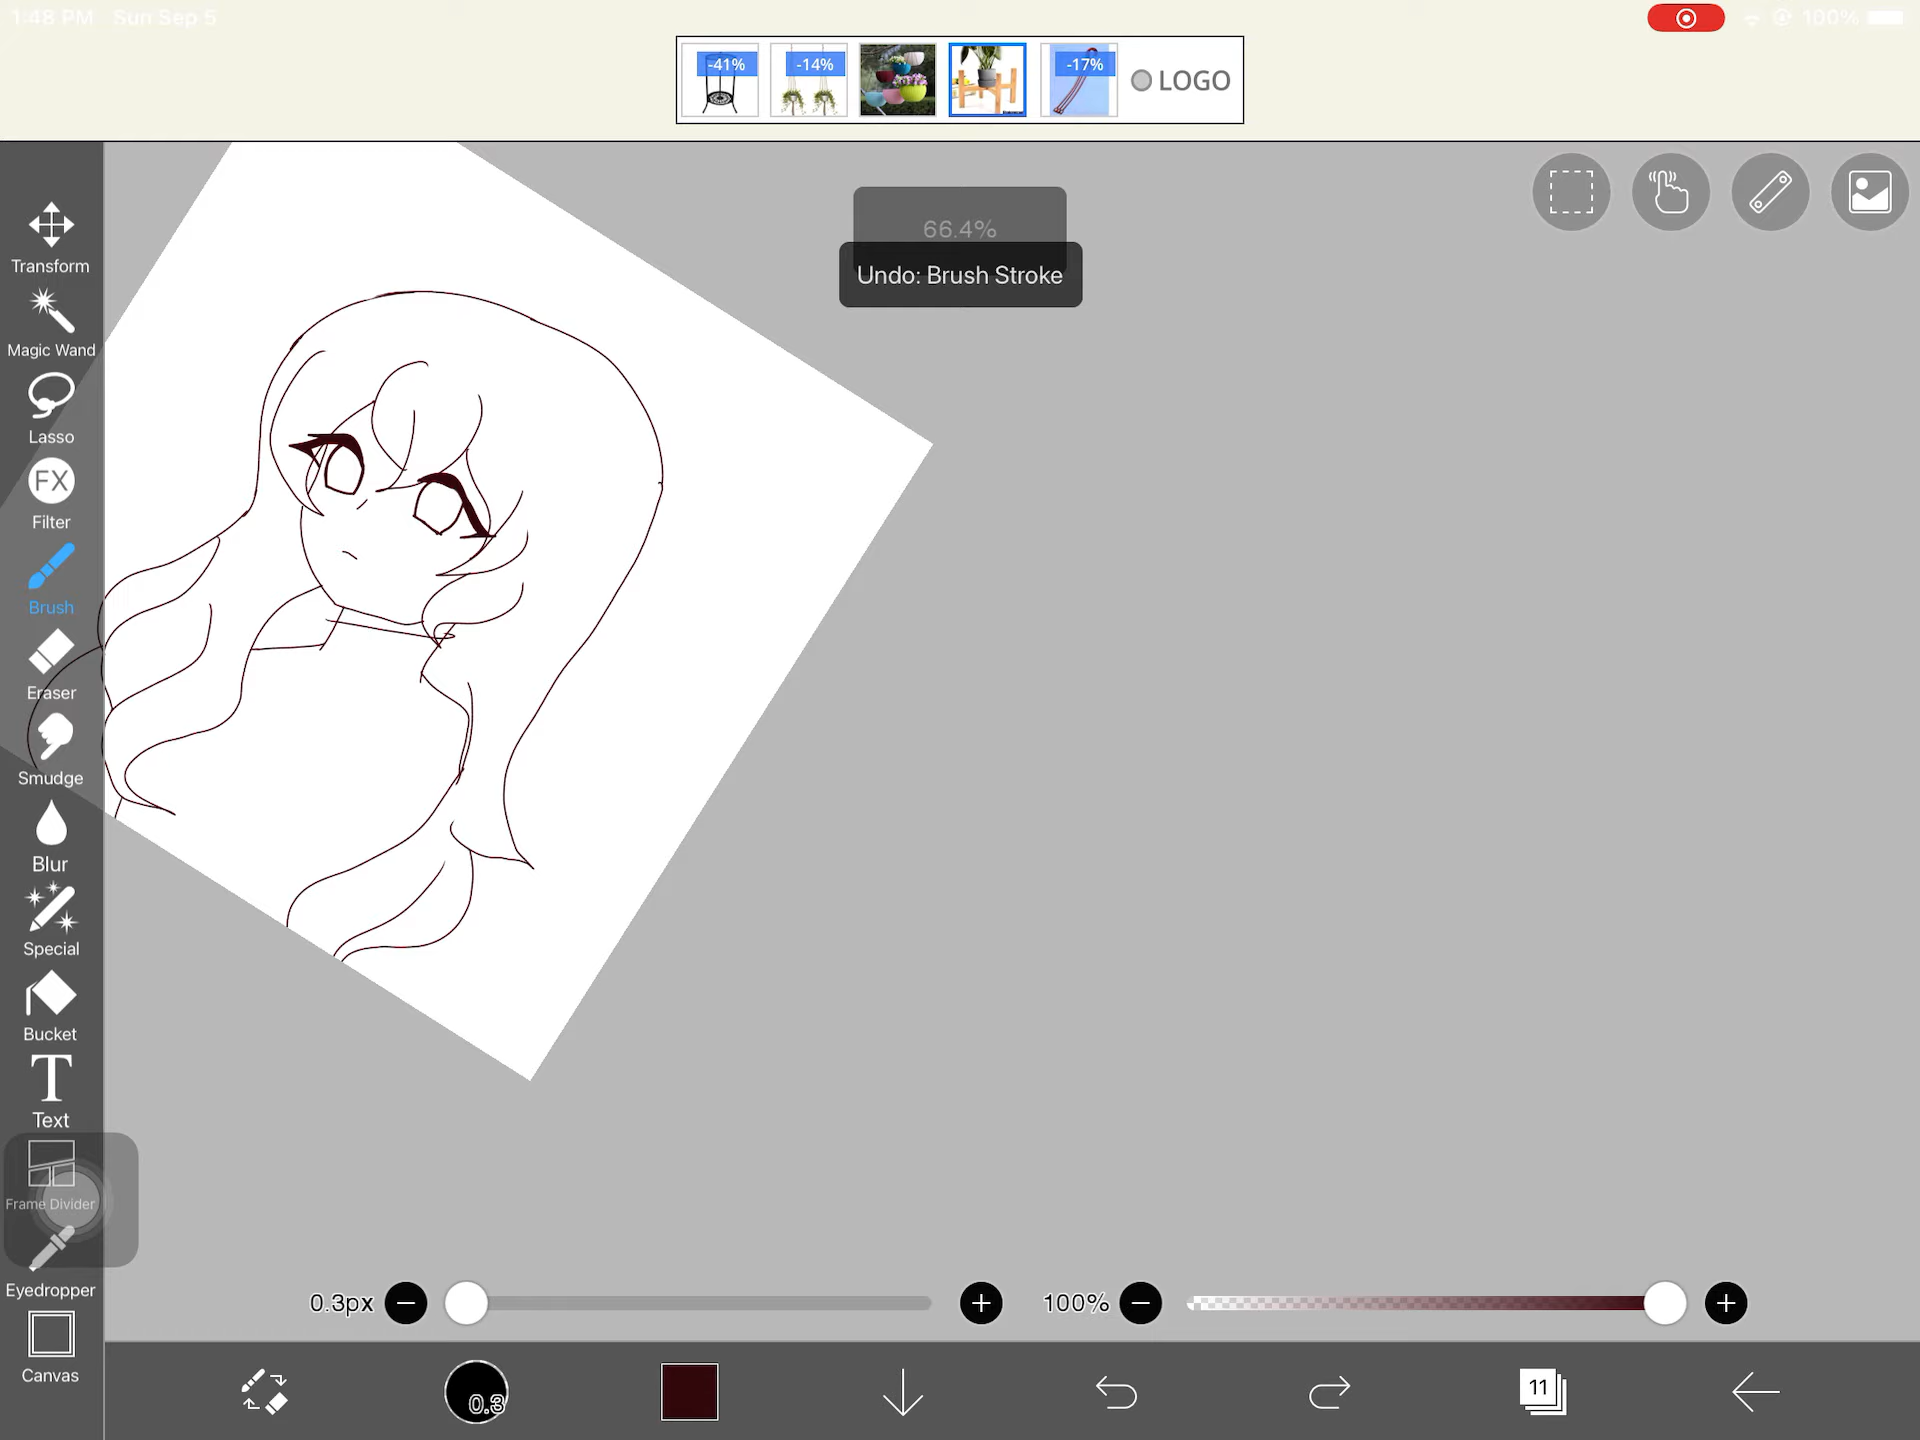 1:48 PM Sun Sep 5
100%
-41%
-14%
-17%
LOGO
66.4%
Undo: Brush Stroke
Transform
Magic Wand
Lasso
FX
Filter
Brush
Eraser
Smudge
Blur
Special
Bucket
T
Text
Frame Divider
Eyedropper
Canvas
0.3px
100%
0.3
11